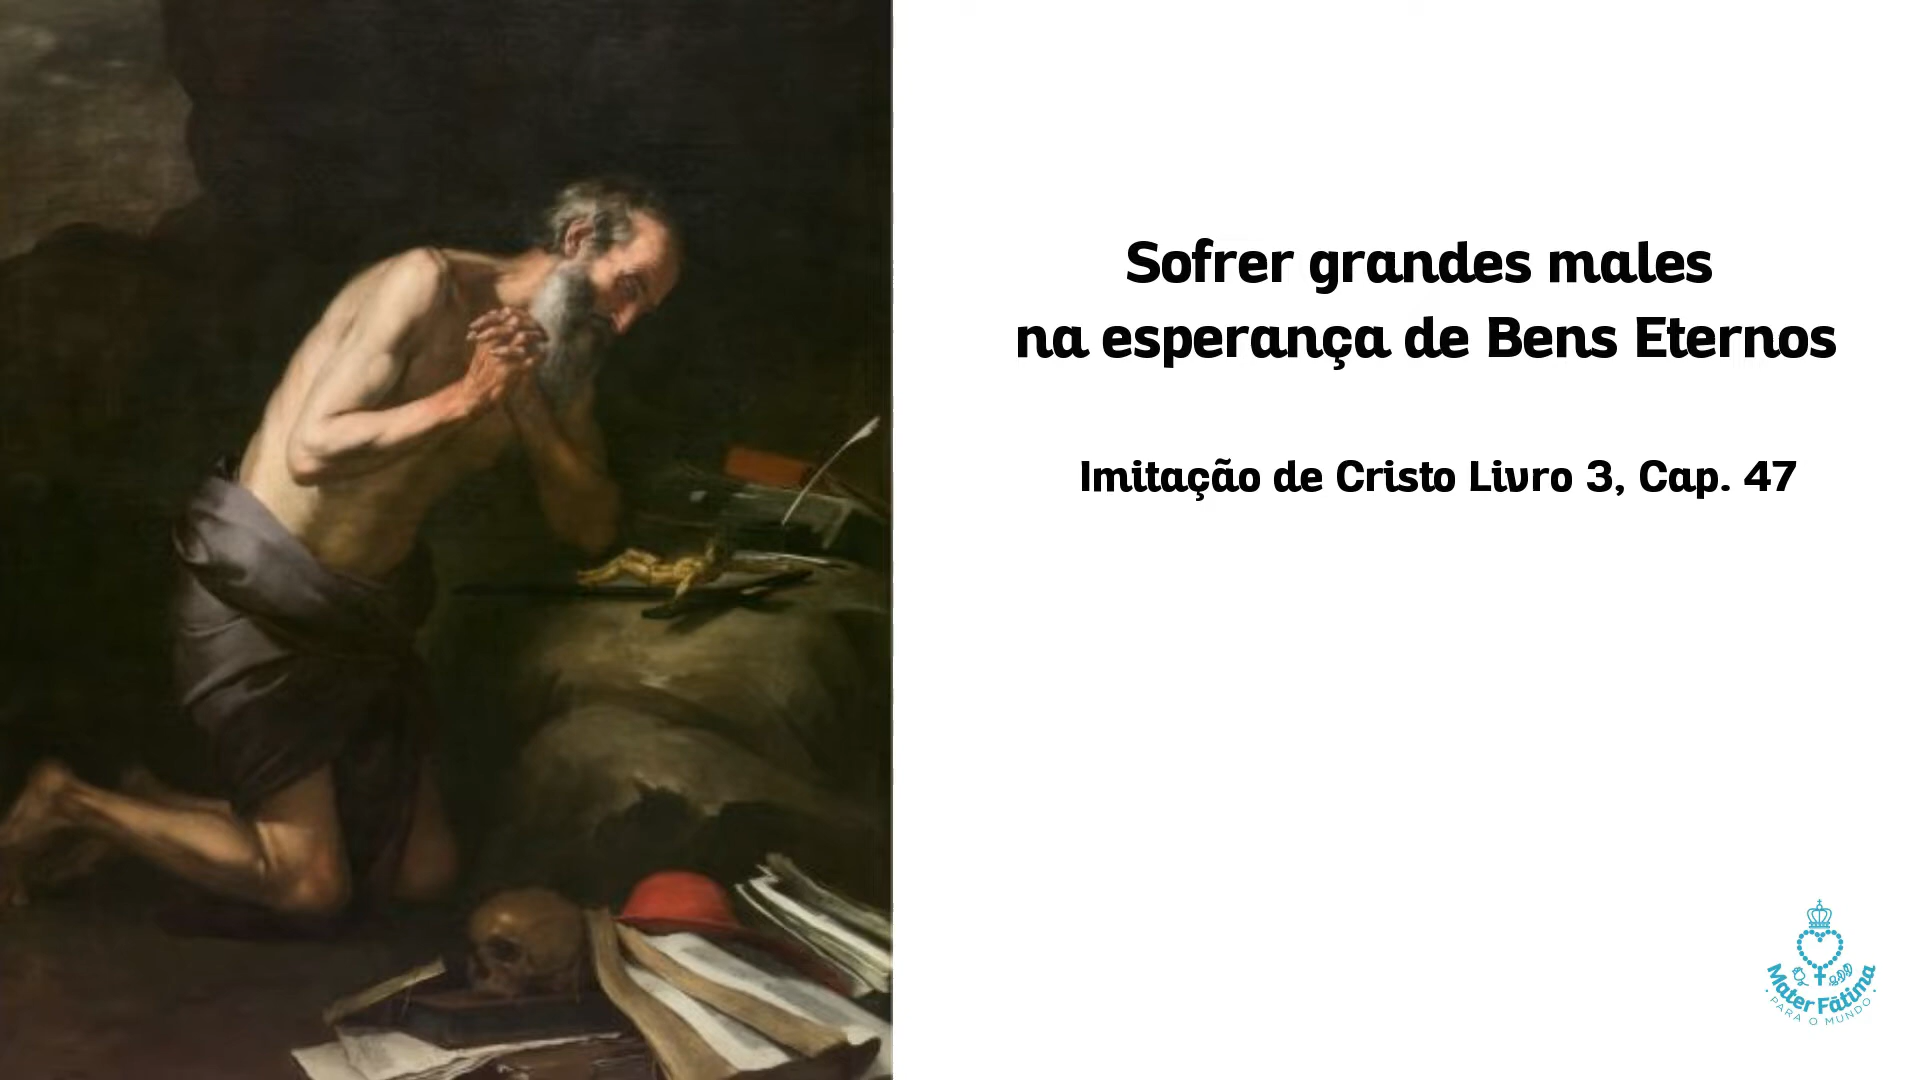 Sofrer grandes males
na esperança de Bens Eternos
Imitação de Cristo Livro 3, Cap. 47
Mater Fátima
• PARA O MUNDO •